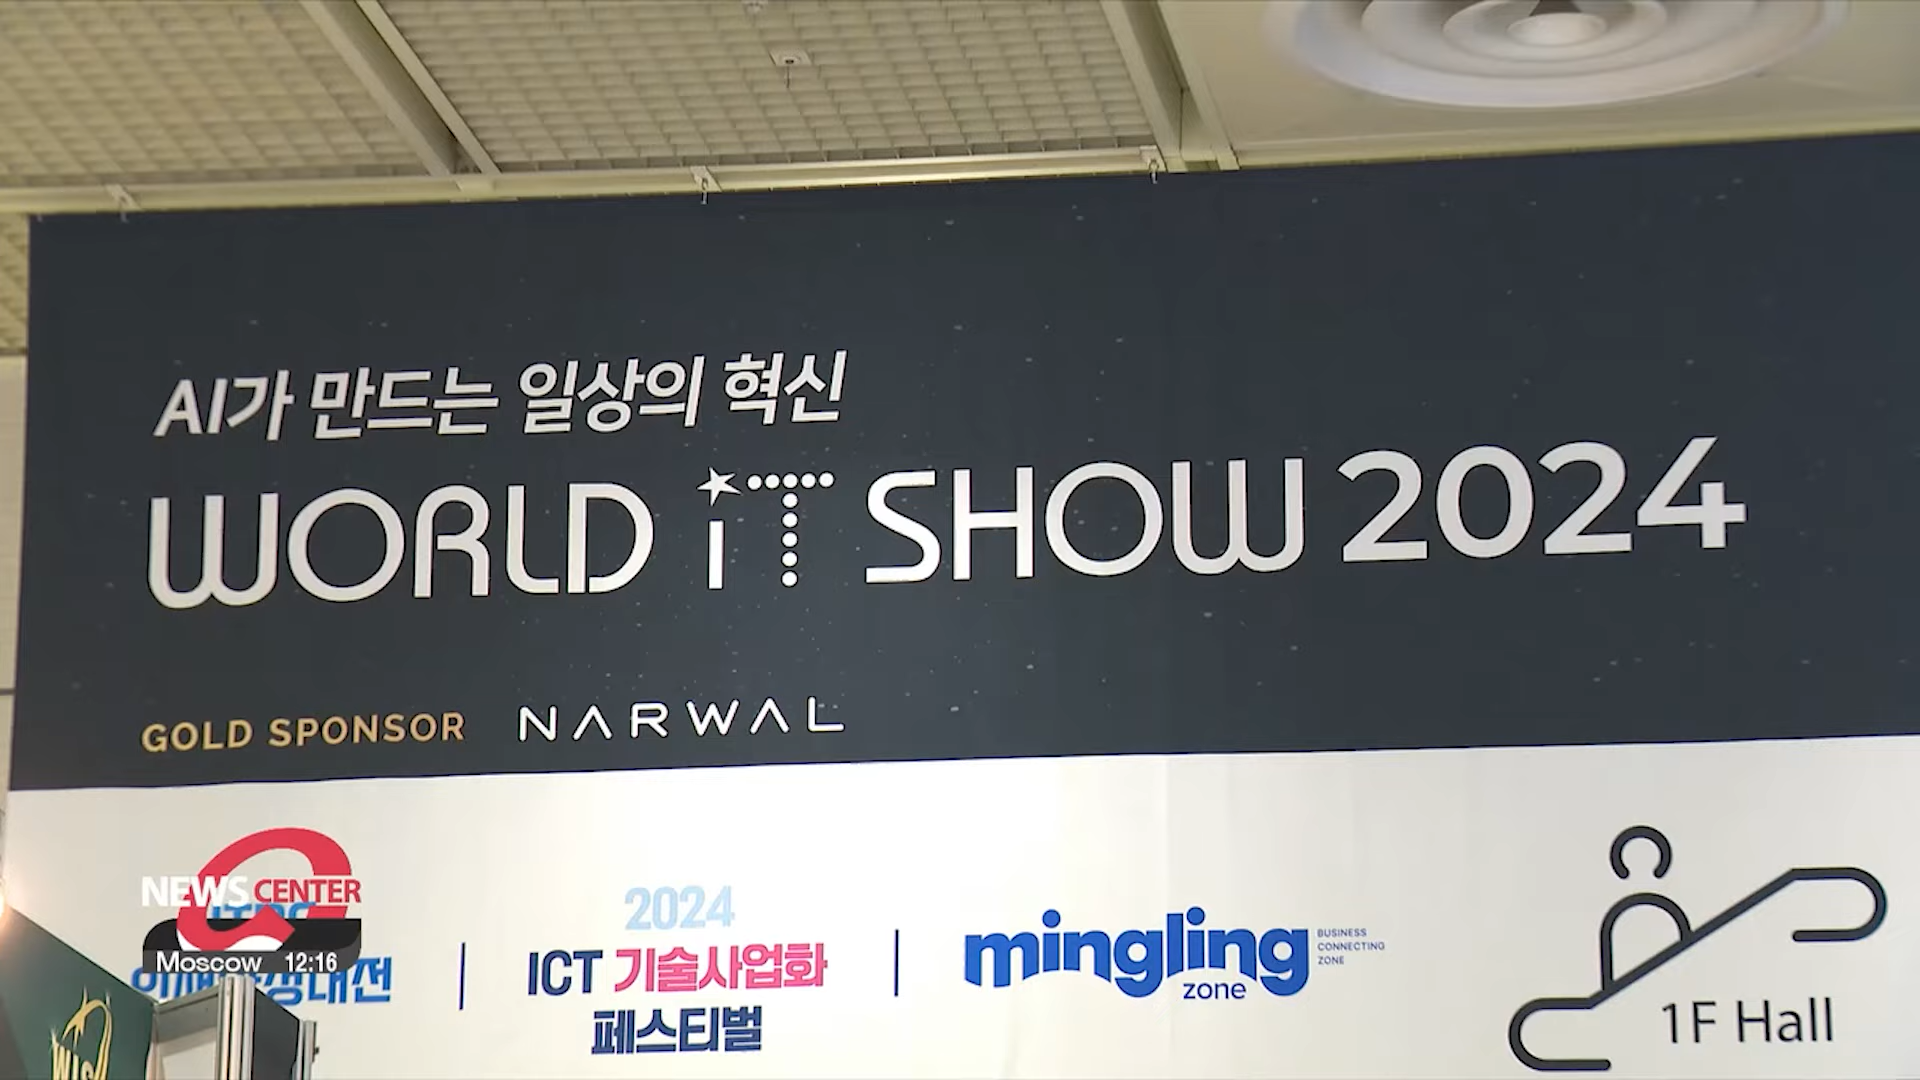 AI가 만드는 일상의 혁신
WORLD iT SHOW 2024
GOLD SPONSOR NARWAL
2024
ICT 기술사업화
페스티벌
mingling
zone
BUSINESS
CONNECTING
ZONE
1F Hall
NEWS CENTER
Moscow 12:16
WIS